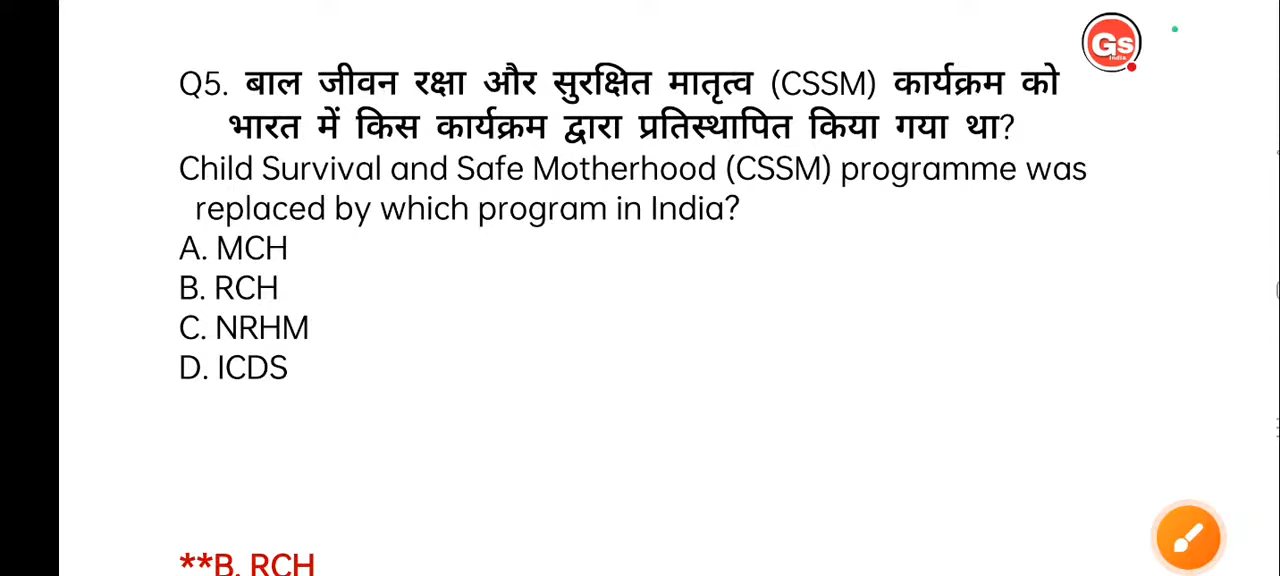 Gs
India
Q5. बाल जीवन रक्षा और सुरक्षित मातृत्व (CSSM) कार्यक्रम को
भारत में किस कार्यक्रम द्वारा प्रतिस्थापित किया गया था?
Child Survival and Safe Motherhood (CSSM) programme was
replaced by which program in India?
A. MCH
B. RCH
C. NRHM
D. ICDS
**B. RCH